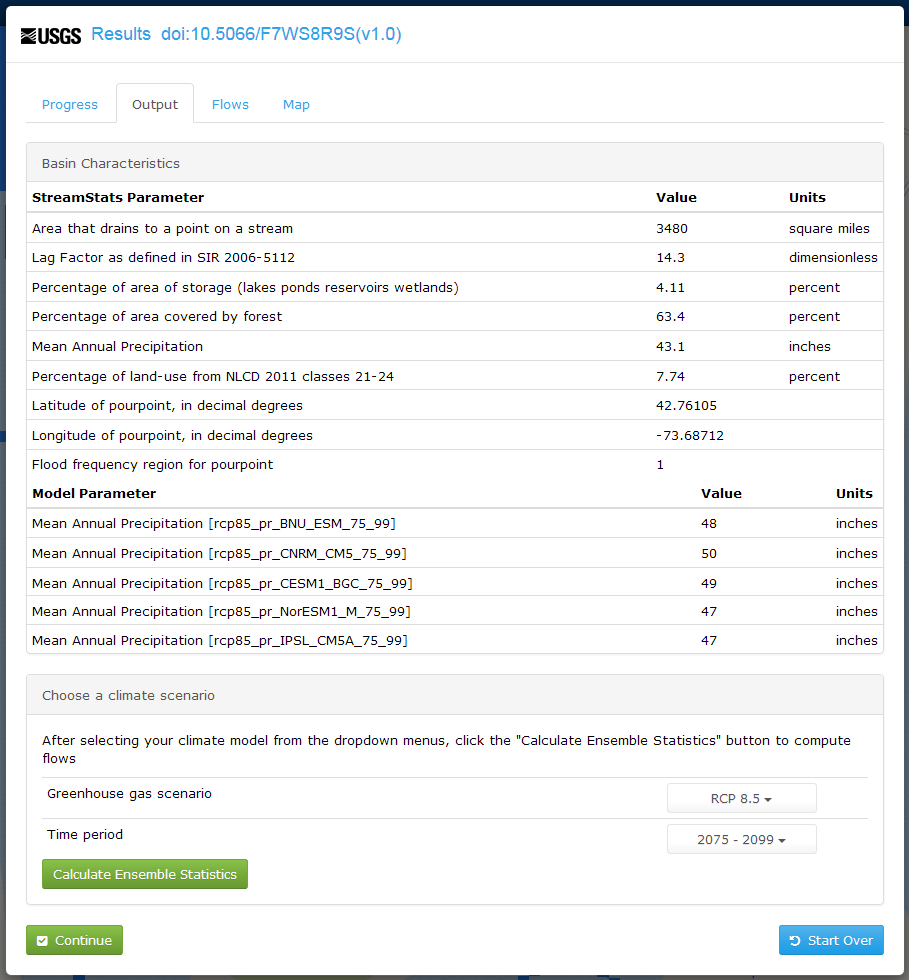 USGS Results doi:10.5066/F7WS8R9S(v1.0)
Progress Output Flows Map
Basin Characteristics
StreamStats Parameter Value Units
Area that drains to a point on a stream 3480 square miles
Lag Factor as defined in SIR 2006-5112 14.3 dimensionless
Percentage of area of storage (lakes ponds reservoirs wetlands) 4.11 percent
Percentage of area covered by forest 63.4 percent
Mean Annual Precipitation 43.1 inches
Percentage of land-use from NLCD 2011 classes 21-24 7.74 percent
Latitude of pourpoint, in decimal degrees 42.76105
Longitude of pourpoint, in decimal degrees -73.68712
Flood frequency region for pourpoint 1
Model Parameter Value Units
Mean Annual Precipitation [rcp85_pr_BNU_ESM_75_99] 48 inches
Mean Annual Precipitation [rcp85_pr_CNRM_CM5_75_99] 50 inches
Mean Annual Precipitation [rcp85_pr_CESM1_BGC_75_99] 49 inches
Mean Annual Precipitation [rcp85_pr_NorESM1_M_75_99] 47 inches
Mean Annual Precipitation [rcp85_pr_IPSL_CM5A_75_99] 47 inches
Choose a climate scenario
After selecting your climate model from the dropdown menus, click the "Calculate Ensemble Statistics" button to compute
flows
Greenhouse gas scenario RCP 8.5
Time period 2075 - 2099
Calculate Ensemble Statistics
Continue Start Over